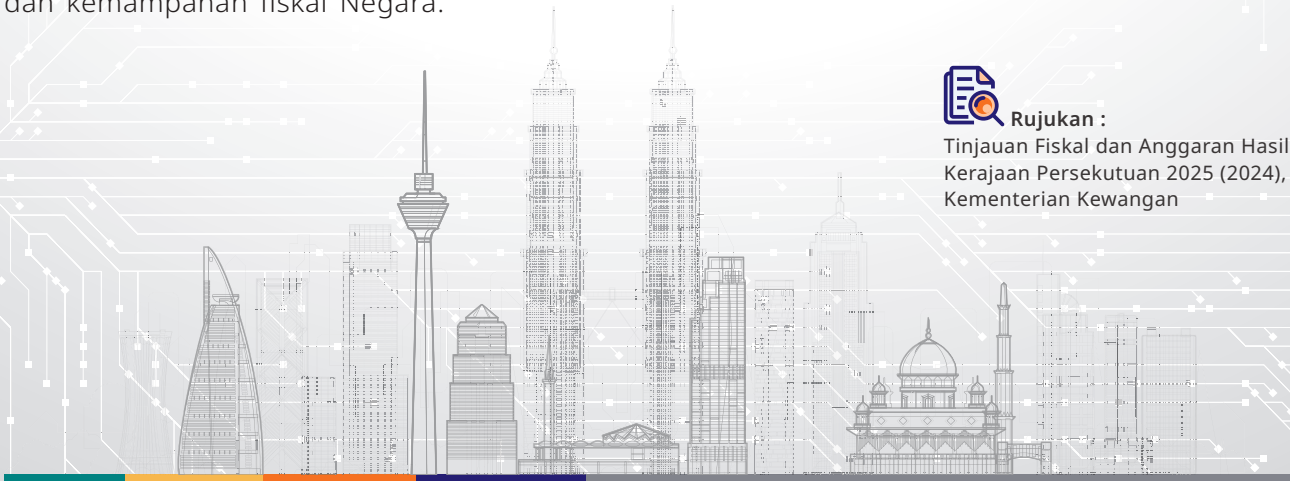 dan kemampanan fiskal Negara.
Rujukan :
Tinjauan Fiskal dan Anggaran Hasil
Kerajaan Persekutuan 2025 (2024),
Kementerian Kewangan